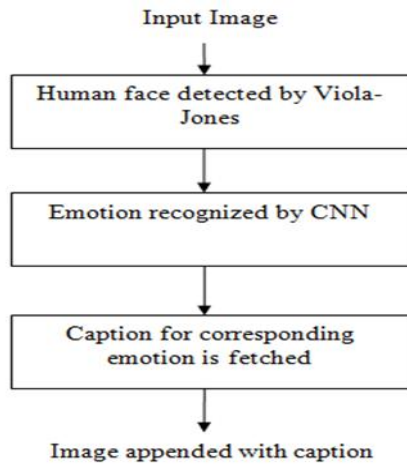 Input Image
Human face detected by Viola-
Jones
Emotion recognized by CNN
Caption for corresponding
emotion is fetched
Image appended with caption